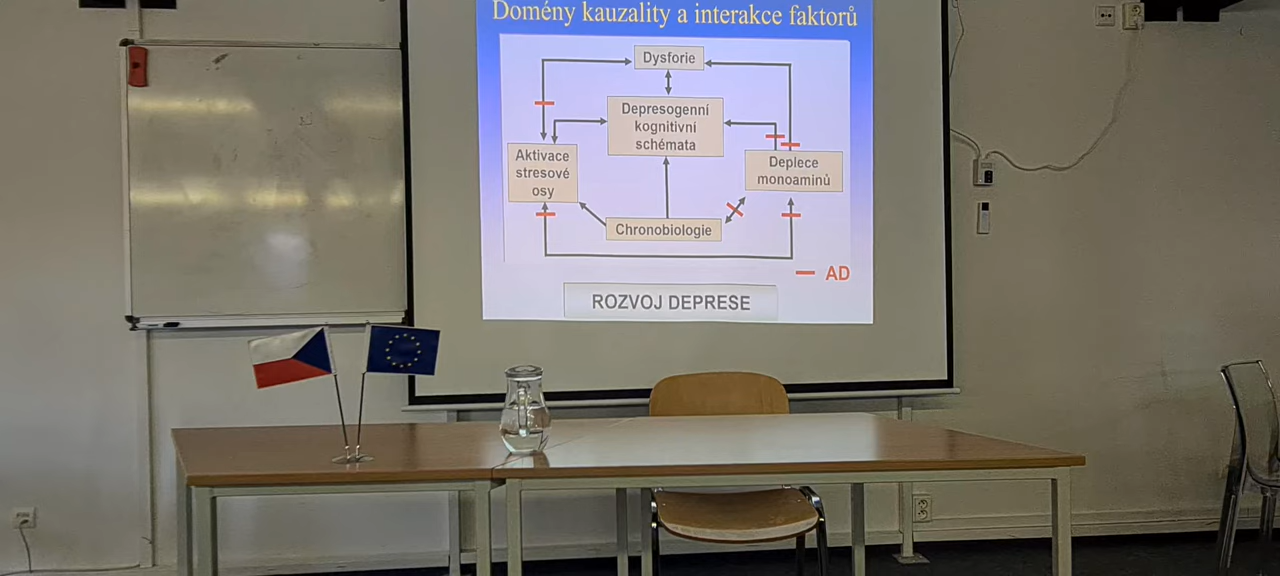 Domény kauzality a interakce faktorů
Dysforie
Depresogenní
kognitivní
schémata
Aktivace
stresové
osy
Deplece
monoaminů
Chronobiologie
AD
ROZVOJ DEPRESE